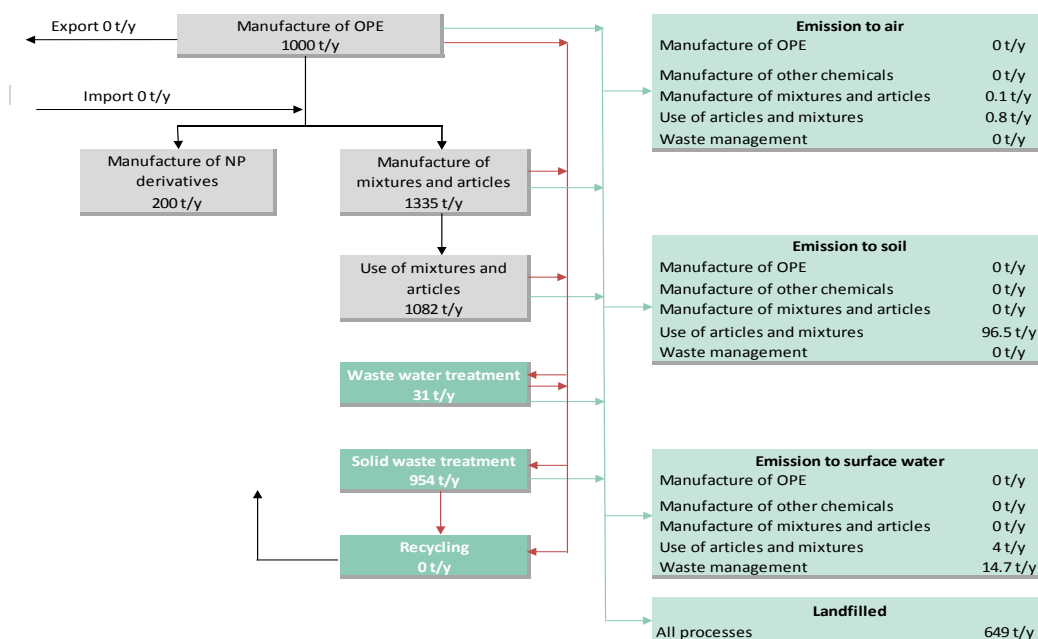 Export 0 t/y
Manufacture of OPE
1000 t/y
Import 0 t/y
Manufacture of NP
derivatives
200 t/y
Manufacture of
mixtures and articles
1335 t/y
Use of mixtures and
articles
1082 t/y
Waste water treatment
31 t/y
Solid waste treatment
954 t/y
Recycling
0 t/y
Emission to air
Manufacture of OPE 0 t/y
Manufacture of other chemicals 0 t/y
Manufacture of mixtures and articles 0.1 t/y
Use of articles and mixtures 0.8 t/y
Waste management 0 t/y
Emission to soil
Manufacture of OPE 0 t/y
Manufacture of other chemicals 0 t/y
Manufacture of mixtures and articles 0 t/y
Use of articles and mixtures 96.5 t/y
Waste management 0 t/y
Emission to surface water
Manufacture of OPE 0 t/y
Manufacture of other chemicals 0 t/y
Manufacture of mixtures and articles 0 t/y
Use of articles and mixtures 4 t/y
Waste management 14.7 t/y
Landfilled
All processes 649 t/y